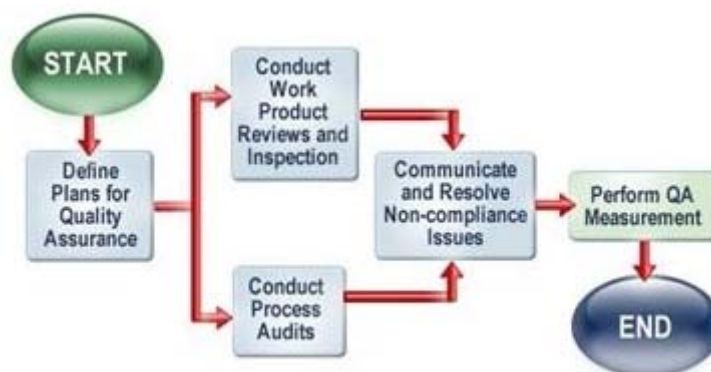 START
Define
Plans for
Quality
Assurance
Conduct
Work
Product
Reviews and
Inspection
Conduct
Process
Audits
Communicate
and Resolve
Non-compliance
Issues
Perform QA
Measurement
END